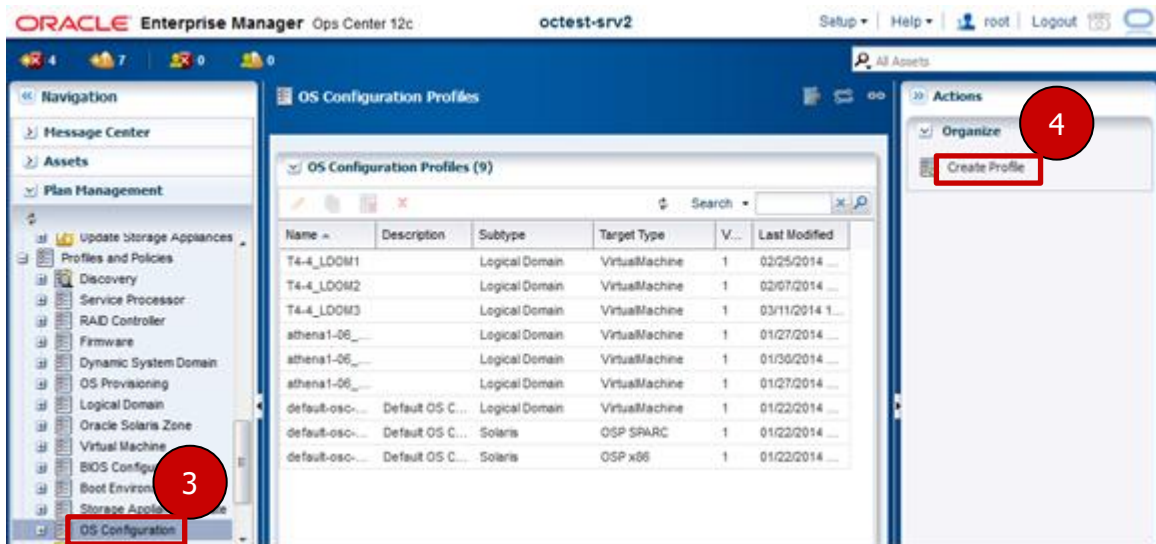 ORACLE Enterprise Manager Ops Center 12c octest-srv2 Setup Help root Logout
4 7 0 0 All Assets
Navigation
Message Center
Assets
Plan Management
Update Storage Appliances
Profiles and Policies
Discovery
Service Processor
RAID Controller
Firmware
Dynamic System Domain
OS Provisioning
Logical Domain
Oracle Solaris Zone
Virtual Machine
BIOS Configu
Boot Environ
Storage Applia
OS Configuration
3
OS Configuration Profiles
OS Configuration Profiles (9)
Search
Name Description Subtype Target Type V... Last Modified
T4-4_LDOM1 Logical Domain VirtualMachine 1 02/25/2014 ...
T4-4_LDOM2 Logical Domain VirtualMachine 1 02/07/2014 ...
T4-4_LDOM3 Logical Domain VirtualMachine 1 03/11/2014 1...
athena1-06_... Logical Domain VirtualMachine 1 01/27/2014 ...
athena1-06_... Logical Domain VirtualMachine 1 01/30/2014 ...
athena1-06_... Logical Domain VirtualMachine 1 01/27/2014 ...
default-osc-... Default OS C... Logical Domain VirtualMachine 1 01/22/2014 ...
default-osc-... Default OS C... Solaris OSP SPARC 1 01/22/2014 ...
default-osc-... Default OS C... Solaris OSP x86 1 01/22/2014 ...
Actions
Organize
4
Create Profile